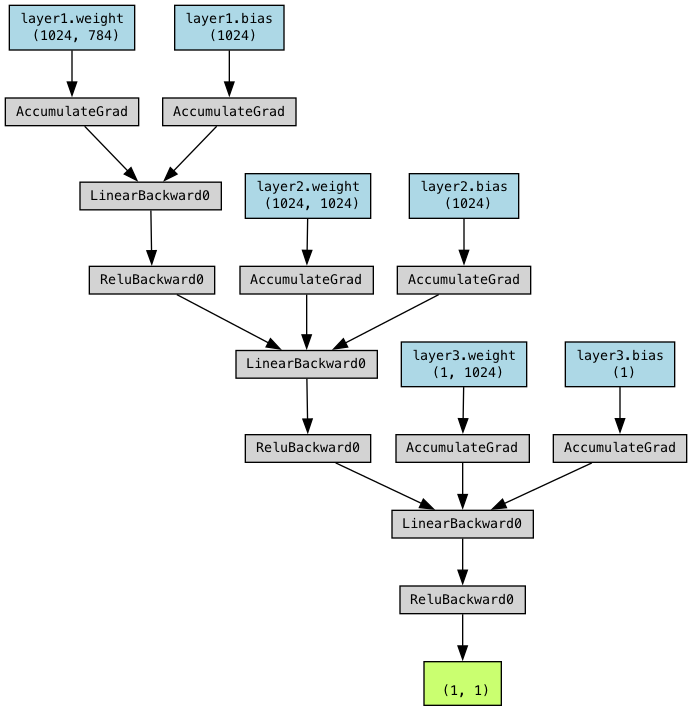 layer1.weight
(1024, 784)
layer1.bias
(1024)
AccumulateGrad
AccumulateGrad
LinearBackward0
layer2.weight
(1024, 1024)
layer2.bias
(1024)
ReluBackward0
AccumulateGrad
AccumulateGrad
LinearBackward0
layer3.weight
(1, 1024)
layer3.bias
(1)
ReluBackward0
AccumulateGrad
AccumulateGrad
LinearBackward0
ReluBackward0
(1, 1)